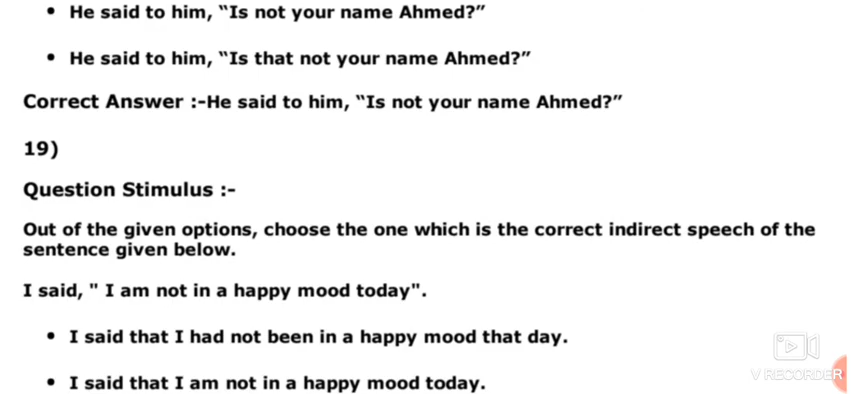 • He said to him, “Is not your name Ahmed?”
• He said to him, “Is that not your name Ahmed?”
Correct Answer :-He said to him, “Is not your name Ahmed?”
19)
Question Stimulus :-
Out of the given options, choose the one which is the correct indirect speech of the
sentence given below.
I said, " I am not in a happy mood today".
• I said that I had not been in a happy mood that day.
• I said that I am not in a happy mood today.
V RECORDER